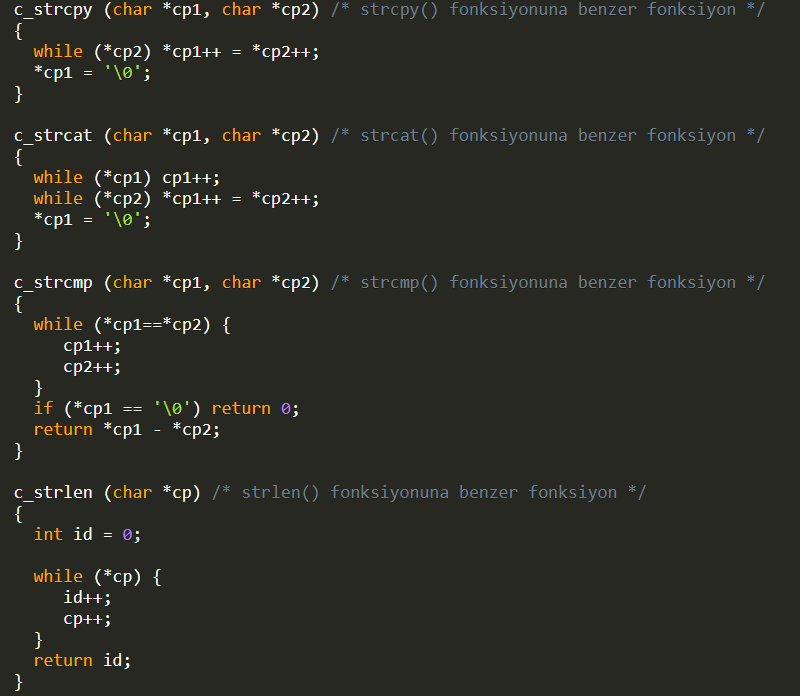 c_strcpy (char *cp1, char *cp2) /* strcpy() fonksiyonuna benzer fonksiyon */
{
  while (*cp2) *cp1++ = *cp2++;
  *cp1 = '\0';
}

c_strcat (char *cp1, char *cp2) /* strcat() fonksiyonuna benzer fonksiyon */
{
  while (*cp1) cp1++;
  while (*cp2) *cp1++ = *cp2++;
  *cp1 = '\0';
}

c_strcmp (char *cp1, char *cp2) /* strcmp() fonksiyonuna benzer fonksiyon */
{
  while (*cp1==*cp2) {
     cp1++;
     cp2++;
  }
  if (*cp1 == '\0') return 0;
  return *cp1 - *cp2;
}

c_strlen (char *cp) /* strlen() fonksiyonuna benzer fonksiyon */
{
  int id = 0;

  while (*cp) {
     id++;
     cp++;
  }
  return id;
}